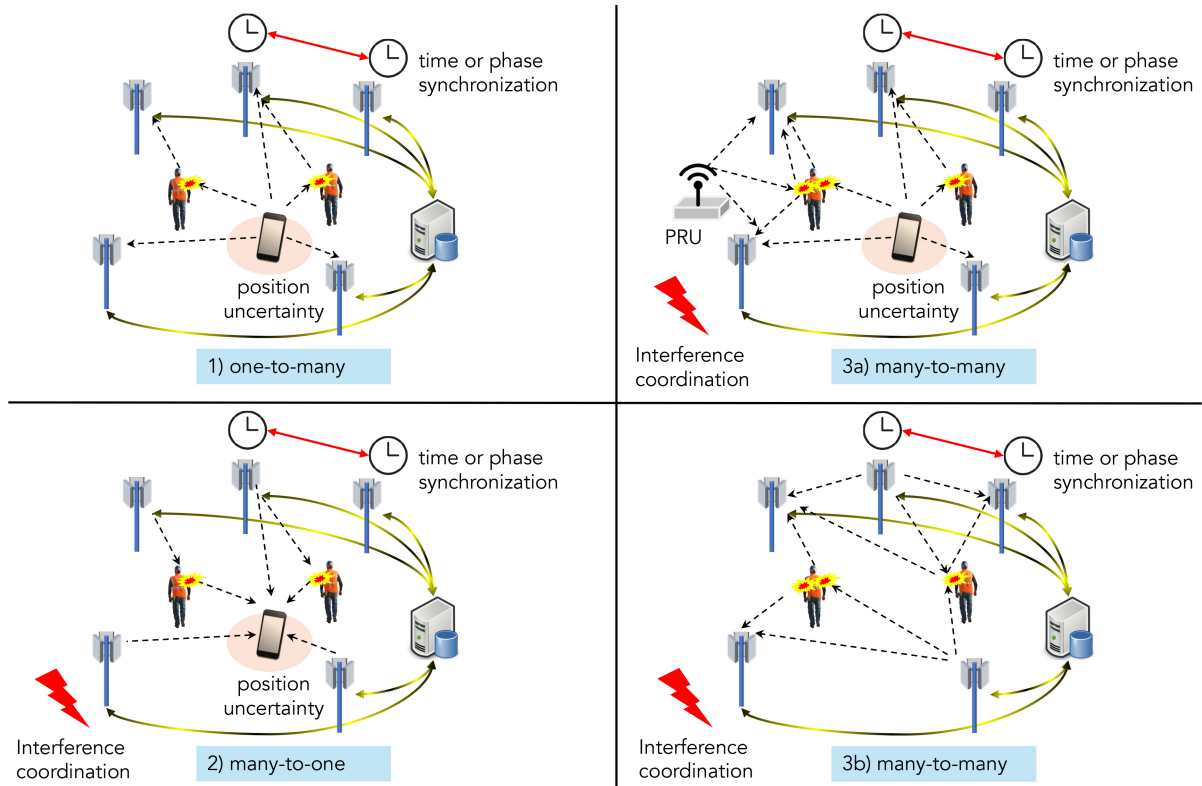 time or phase
synchronization
position
uncertainty
1) one-to-many
time or phase
synchronization
PRU
position
uncertainty
Interference
coordination
3a) many-to-many
time or phase
synchronization
position
uncertainty
Interference
coordination
2) many-to-one
time or phase
synchronization
Interference
coordination
3b) many-to-many